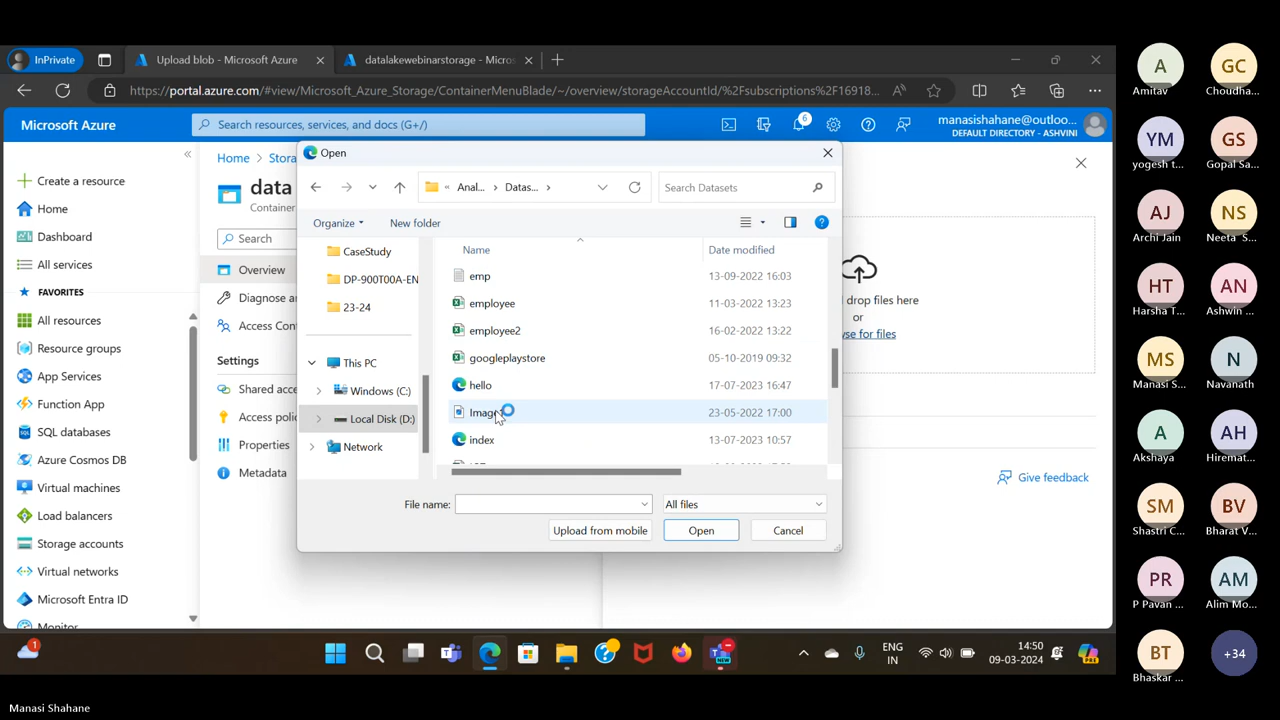 InPrivate
Upload blob - Microsoft Azure
datalakewebinarstorage - Micros
https://portal.azure.com/#view/Microsoft_Azure_Storage/ContainerMenuBlade/~/overview/storageAccountId/%2Fsubscriptions%2F16918...
Microsoft Azure
Search resources, services, and docs (G+/)
6
manasishahane@outloo...
DEFAULT DIRECTORY - ASHVINI
Create a resource
Home
Dashboard
All services
FAVORITES
All resources
Resource groups
App Services
Function App
SQL databases
Azure Cosmos DB
Virtual machines
Load balancers
Storage accounts
Virtual networks
Microsoft Entra ID
Monitor
Home
data
Container
Search
Overview
Settings
Properties
Metadata
Open
« Anal... › Datas... ›
Search Datasets
Organize
New folder
CaseStudy
DP-900T00A-EN
23-24
This PC
Windows (C:)
Local Disk (D:)
Network
Name
Date modified
emp 13-09-2022 16:03
employee 11-03-2022 13:23
employee2 16-02-2022 13:22
googleplaystore 05-10-2019 09:32
hello 17-07-2023 16:47
23-05-2022 17:00
index 13-07-2023 10:57
File name:
All files
Upload from mobile
Open
Cancel
drop files here
or
se for files
Give feedback
1
NEW
ENG
IN
14:50
09-03-2024
Manasi Shahane
A
Amitav
GC
Choudha...
YM
yogesh t...
GS
Gopal Sa...
AJ
Archi Jain
NS
Neeta S...
HT
Harsha T...
AN
Ashwin ...
MS
Manasi S...
N
Navanath
A
Akshaya
AH
Hiremat...
SM
Shastri C...
BV
Bharat V...
PR
P Pavan ...
AM
Alim Mo...
BT
Bhaskar ...
+34